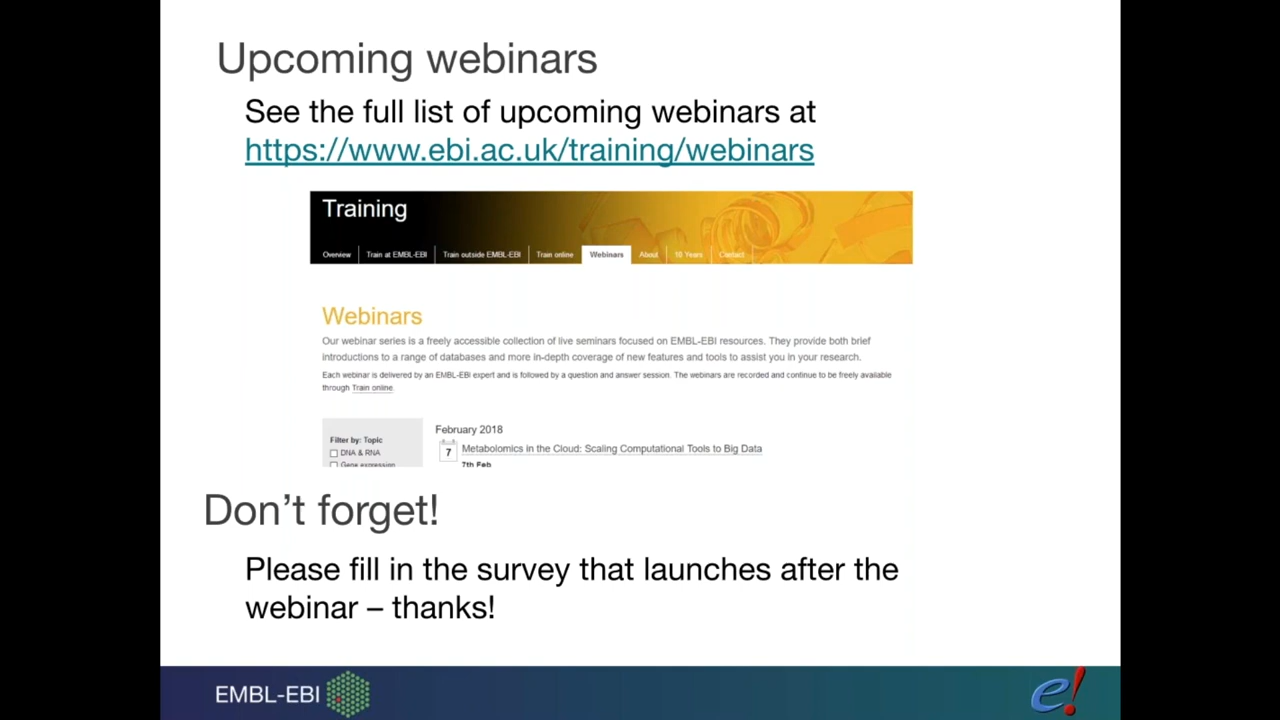 Upcoming webinars
See the full list of upcoming webinars at
https://www.ebi.ac.uk/training/webinars
Training
Overview Train at EMBL-EBI Train outside EMBL-EBI Train online Webinars About 10 Years Contact
Webinars
Our webinar series is a freely accessible collection of live seminars focused on EMBL-EBI resources. They provide both brief
introductions to a range of databases and more in-depth coverage of new features and tools to assist you in your research.
Each webinar is delivered by an EMBL-EBI expert and is followed by a question and answer session. The webinars are recorded and continue to be freely available
through Train online.
Filter by: Topic
DNA & RNA
Gene expression
February 2018
7 Metabolomics in the Cloud: Scaling Computational Tools to Big Data
7th Feb
Don't forget!
Please fill in the survey that launches after the
webinar – thanks!
EMBL-EBI
e!